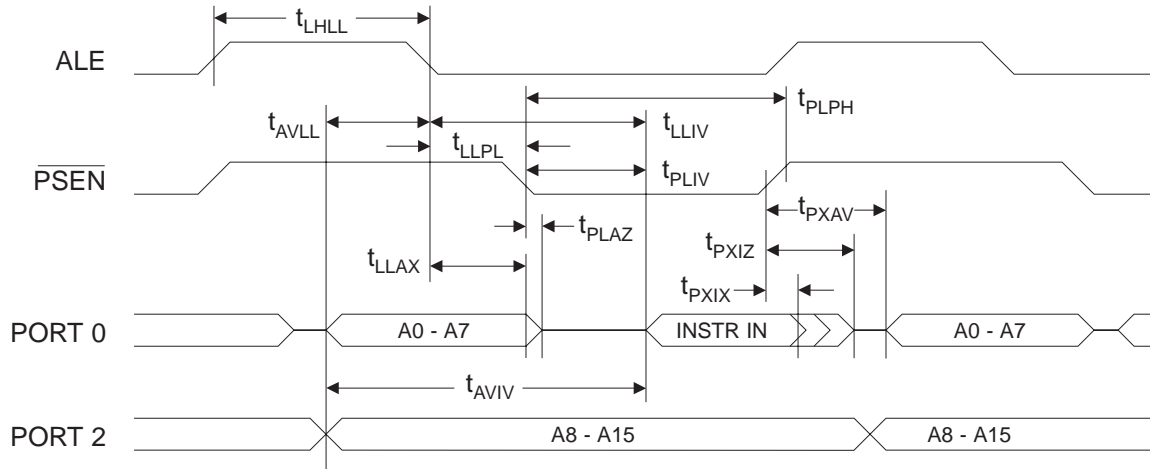 tLHLL
ALE
tPLPH
tAVLL
tLLIV
tLLPL
PSEN
tPLIV
tPXAV
tPLAZ
tPXIZ
tLLAX
tPXIX
PORT 0
A0 - A7
INSTR IN
A0 - A7
tAVIV
PORT 2
A8 - A15
A8 - A15